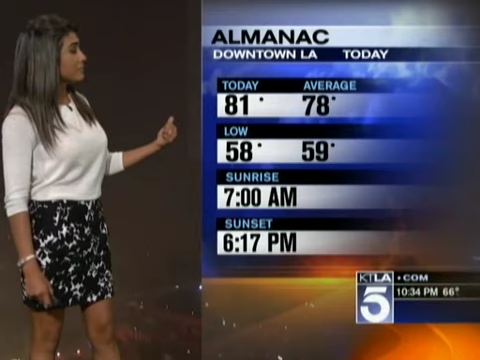 ALMANAC
DOWNTOWN LA TODAY
TODAY AVERAGE
81° 78°
LOW
58° 59°
SUNRISE
7:00 AM
SUNSET
6:17 PM
KTLA •COM
5 10:34 PM 66°